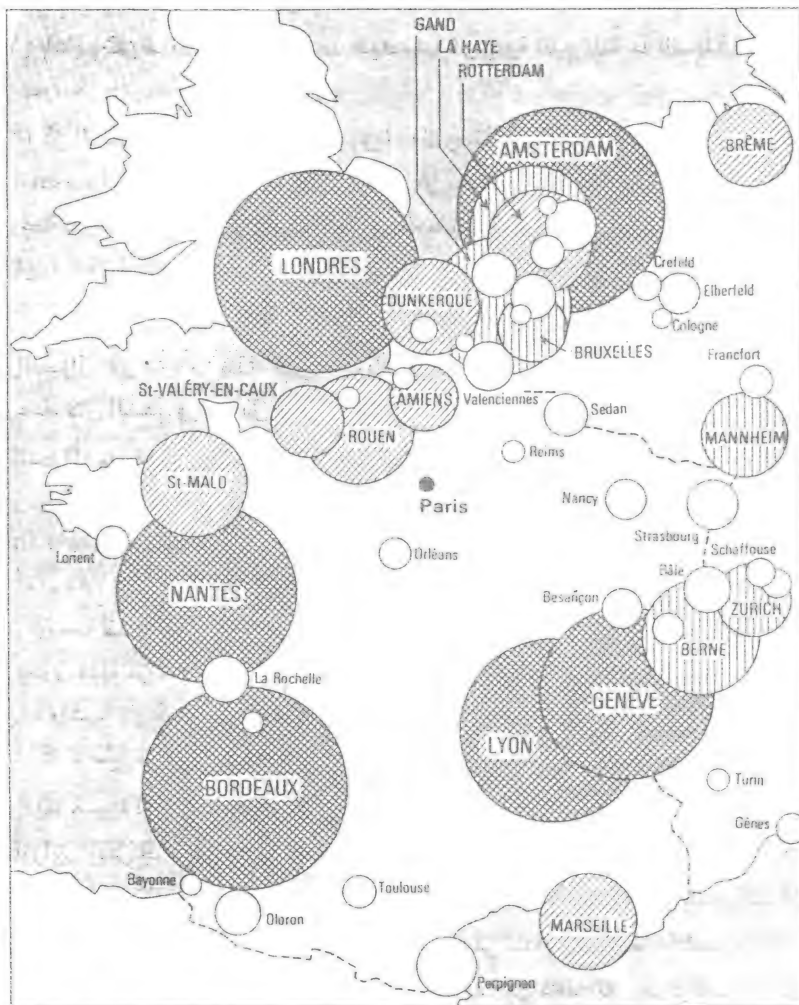 GAND
LA HAYE
ROTTERDAM
AMSTERDAM
BRÊME
LONDRES
DUNKERQUE
Crefeld
Elberfeld
Cologne
BRUXELLES
Francfort
St-VALÉRY-EN-CAUX
AMIENS
Valenciennes
Sedan
ROUEN
MANNHEIM
Reims
St-MALO
Paris
Nancy
Strasbourg
Lorient
Orléans
Schaffouse
Bâle
NANTES
Besançon
ZURICH
BERNE
La Rochelle
GENÈVE
LYON
BORDEAUX
Turin
Gênes
Bayonne
Toulouse
Oloron
MARSEILLE
Perpignan